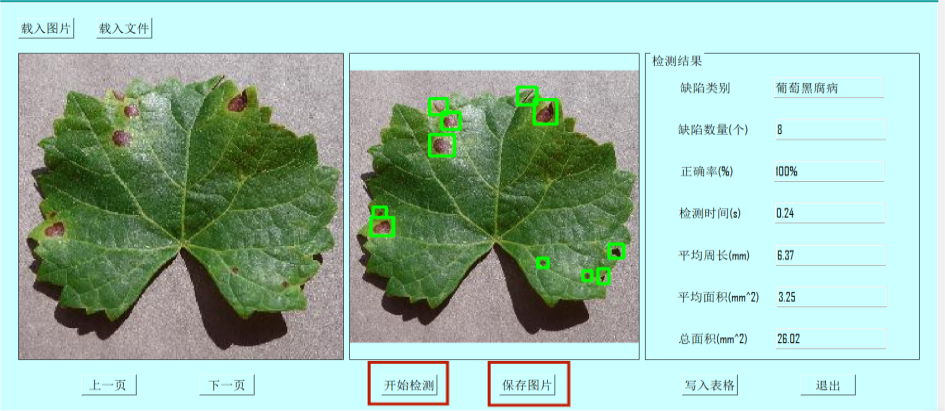 载入图片 载入文件
检测结果
缺陷类别 葡萄黑腐病
缺陷数量(个) 8
正确率(%) 100%
检测时间(s) 0.24
平均周长(mm) 6.37
平均面积(mm^2) 3.25
总面积(mm^2) 26.02
上一页 下一页 开始检测 保存图片 写入表格 退出